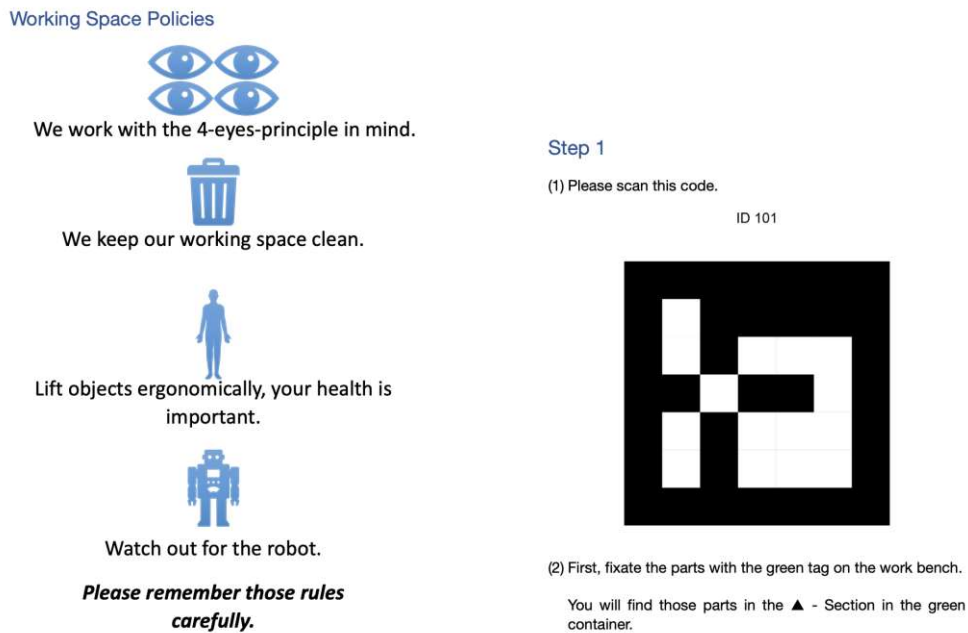 Working Space Policies
We work with the 4-eyes-principle in mind.
We keep our working space clean.
Lift objects ergonomically, your health is
important.
Watch out for the robot.
Please remember those rules
carefully.
Step 1
(1) Please scan this code.
ID 101
(2) First, fixate the parts with the green tag on the work bench.
You will find those parts in the ▲ - Section in the green
container.